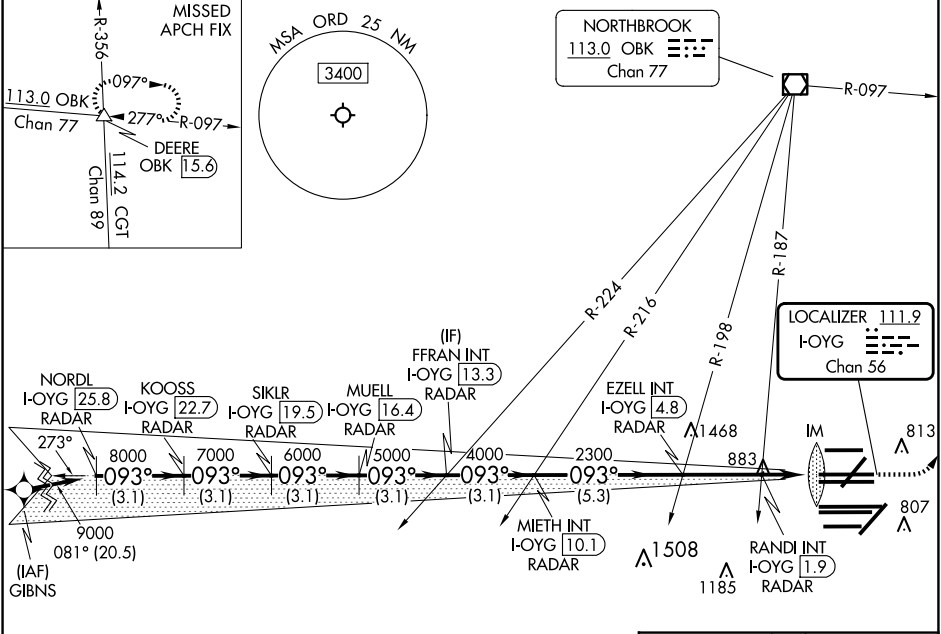 MISSED
APCH FIX
R-356
097°
113.0 OBK
Chan 77
277°
R-097
DEERE
OBK 15.6
114.2 CGT
Chan 89
MSA ORD 25 NM
3400
NORTHBROOK
113.0 OBK
Chan 77
R-097
R-224
R-216
R-198
R-187
LOCALIZER 111.9
I-OYG
Chan 56
NORDL
I-OYG 25.8
RADAR
KOOSS
I-OYG 22.7
RADAR
SIKLR
I-OYG 19.5
RADAR
MUELL
I-OYG 16.4
RADAR
(IF)
FFRAN INT
I-OYG 13.3
RADAR
EZELL INT
I-OYG 4.8
RADAR
1468
IM
813
273°
8000
093°
(3.1)
7000
093°
(3.1)
6000
093°
(3.1)
5000
093°
(3.1)
4000
093°
(3.1)
2300
093°
(5.3)
883
9000
081° (20.5)
(IAF)
GIBNS
MIETH INT
I-OYG 10.1
RADAR
1508
1185
RANDI INT
I-OYG 1.9
RADAR
807